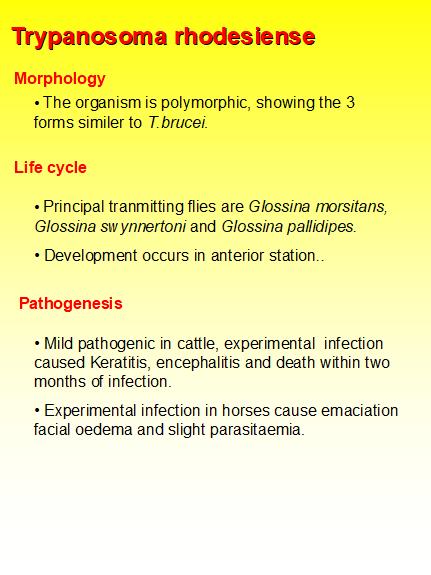 Trypanosoma rhodesiense
Morphology
• The organism is polymorphic, showing the 3
forms similer to T.brucei.
Life cycle
• Principal tranmitting flies are Glossina morsitans,
Glossina swynnertoni and Glossina pallidipes.
• Development occurs in anterior station..
Pathogenesis
• Mild pathogenic in cattle, experimental infection
caused Keratitis, encephalitis and death within two
months of infection.
• Experimental infection in horses cause emaciation
facial oedema and slight parasitaemia.